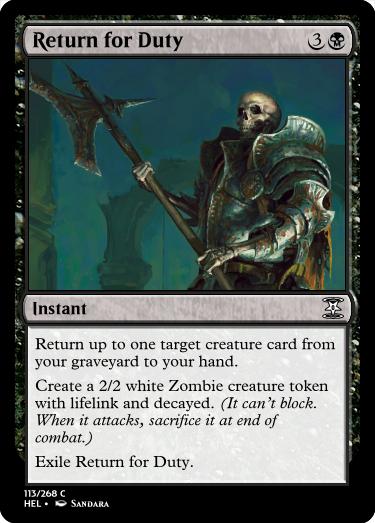 Return for Duty 3
Instant
Return up to one target creature card from
your graveyard to your hand.
Create a 2/2 white Zombie creature token
with lifelink and decayed. (It can't block.
When it attacks, sacrifice it at end of
combat.)
Exile Return for Duty.
113/268 C
HEL • Sandara